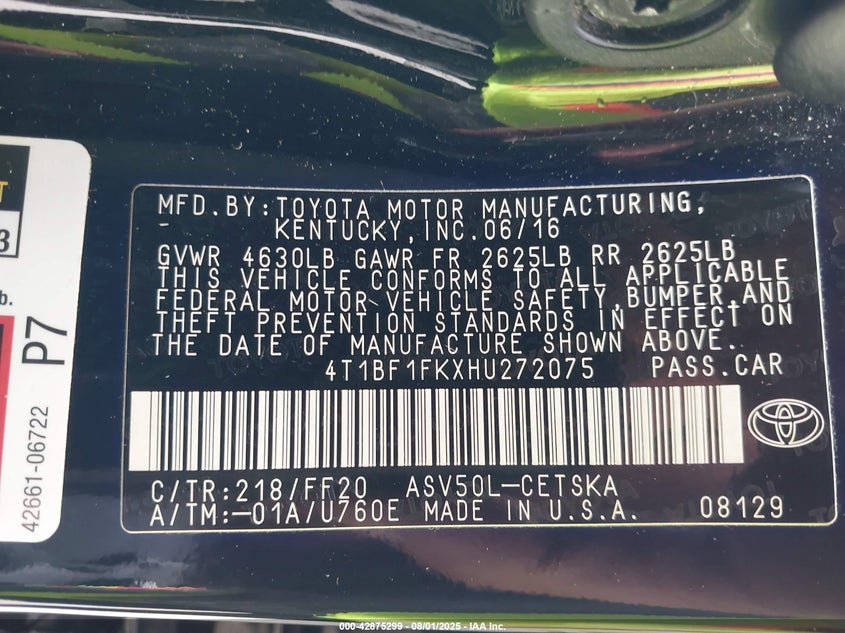 MFD.BY:TOYOTA MOTOR MANUFACTURING,
- KENTUCKY,INC.06/16
GVWR 4630LB GAWR FR 2625LB RR 2625LB
THIS VEHICLE CONFORMS TO ALL APPLICABLE
FEDERAL MOTOR VEHICLE SAFETY,BUMPER,AND
THEFT PREVENTION STANDARDS IN EFFECT ON
THE DATE OF MANUFACTURE SHOWN ABOVE.
4T1BF1FKXHU272075 PASS.CAR
C/TR:218/FF20 ASV50L-CETSKA
A/TM:-01A/U760E MADE IN U.S.A. 08129
T
3
b.
P7
42661-06722
000-42875299 - 08/01/2025 - IAA Inc.